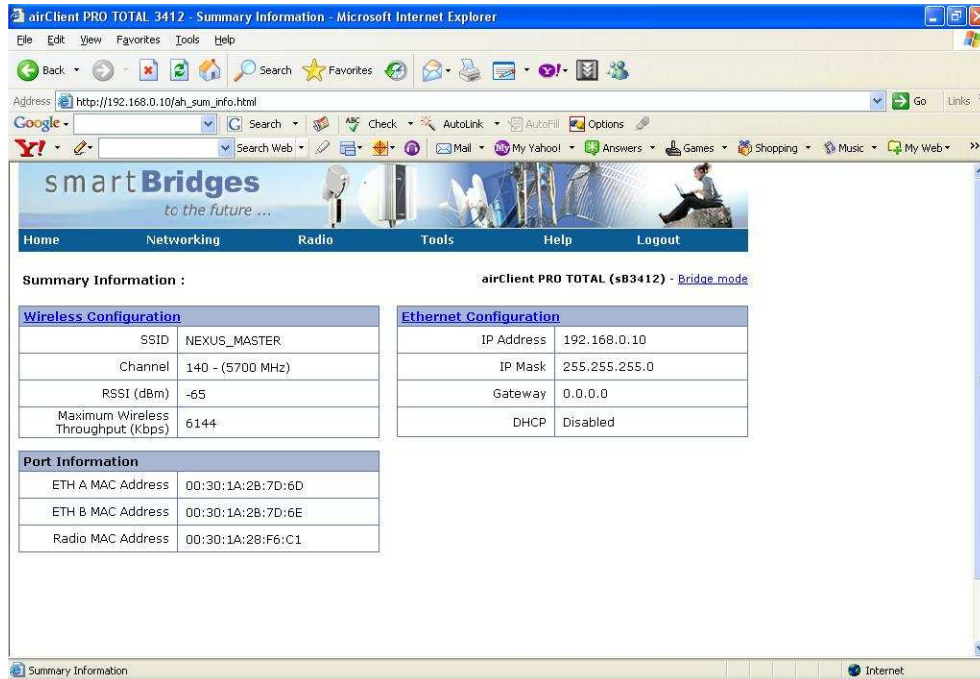 airClient PRO TOTAL 3412 - Summary Information - Microsoft Internet Explorer
File Edit View Favorites Tools Help
Back Search Favorites
Address http://192.168.0.10/ah_sum_info.html Go Links
Google Search ABC Check AutoLink AutoFill Options
Y! Search Web Mail My Yahoo! Answers Games Shopping Music My Web >>
smartBridges
to the future ...
Home Networking Radio Tools Help Logout
Summary Information : airClient PRO TOTAL (sB3412) - Bridge mode
Wireless Configuration
SSID NEXUS_MASTER
Channel 140 - (5700 MHz)
RSSI (dBm) -65
Maximum Wireless
Throughput (Kbps) 6144
Ethernet Configuration
IP Address 192.168.0.10
IP Mask 255.255.255.0
Gateway 0.0.0.0
DHCP Disabled
Port Information
ETH A MAC Address 00:30:1A:2B:7D:6D
ETH B MAC Address 00:30:1A:2B:7D:6E
Radio MAC Address 00:30:1A:28:F6:C1
Summary Information Internet